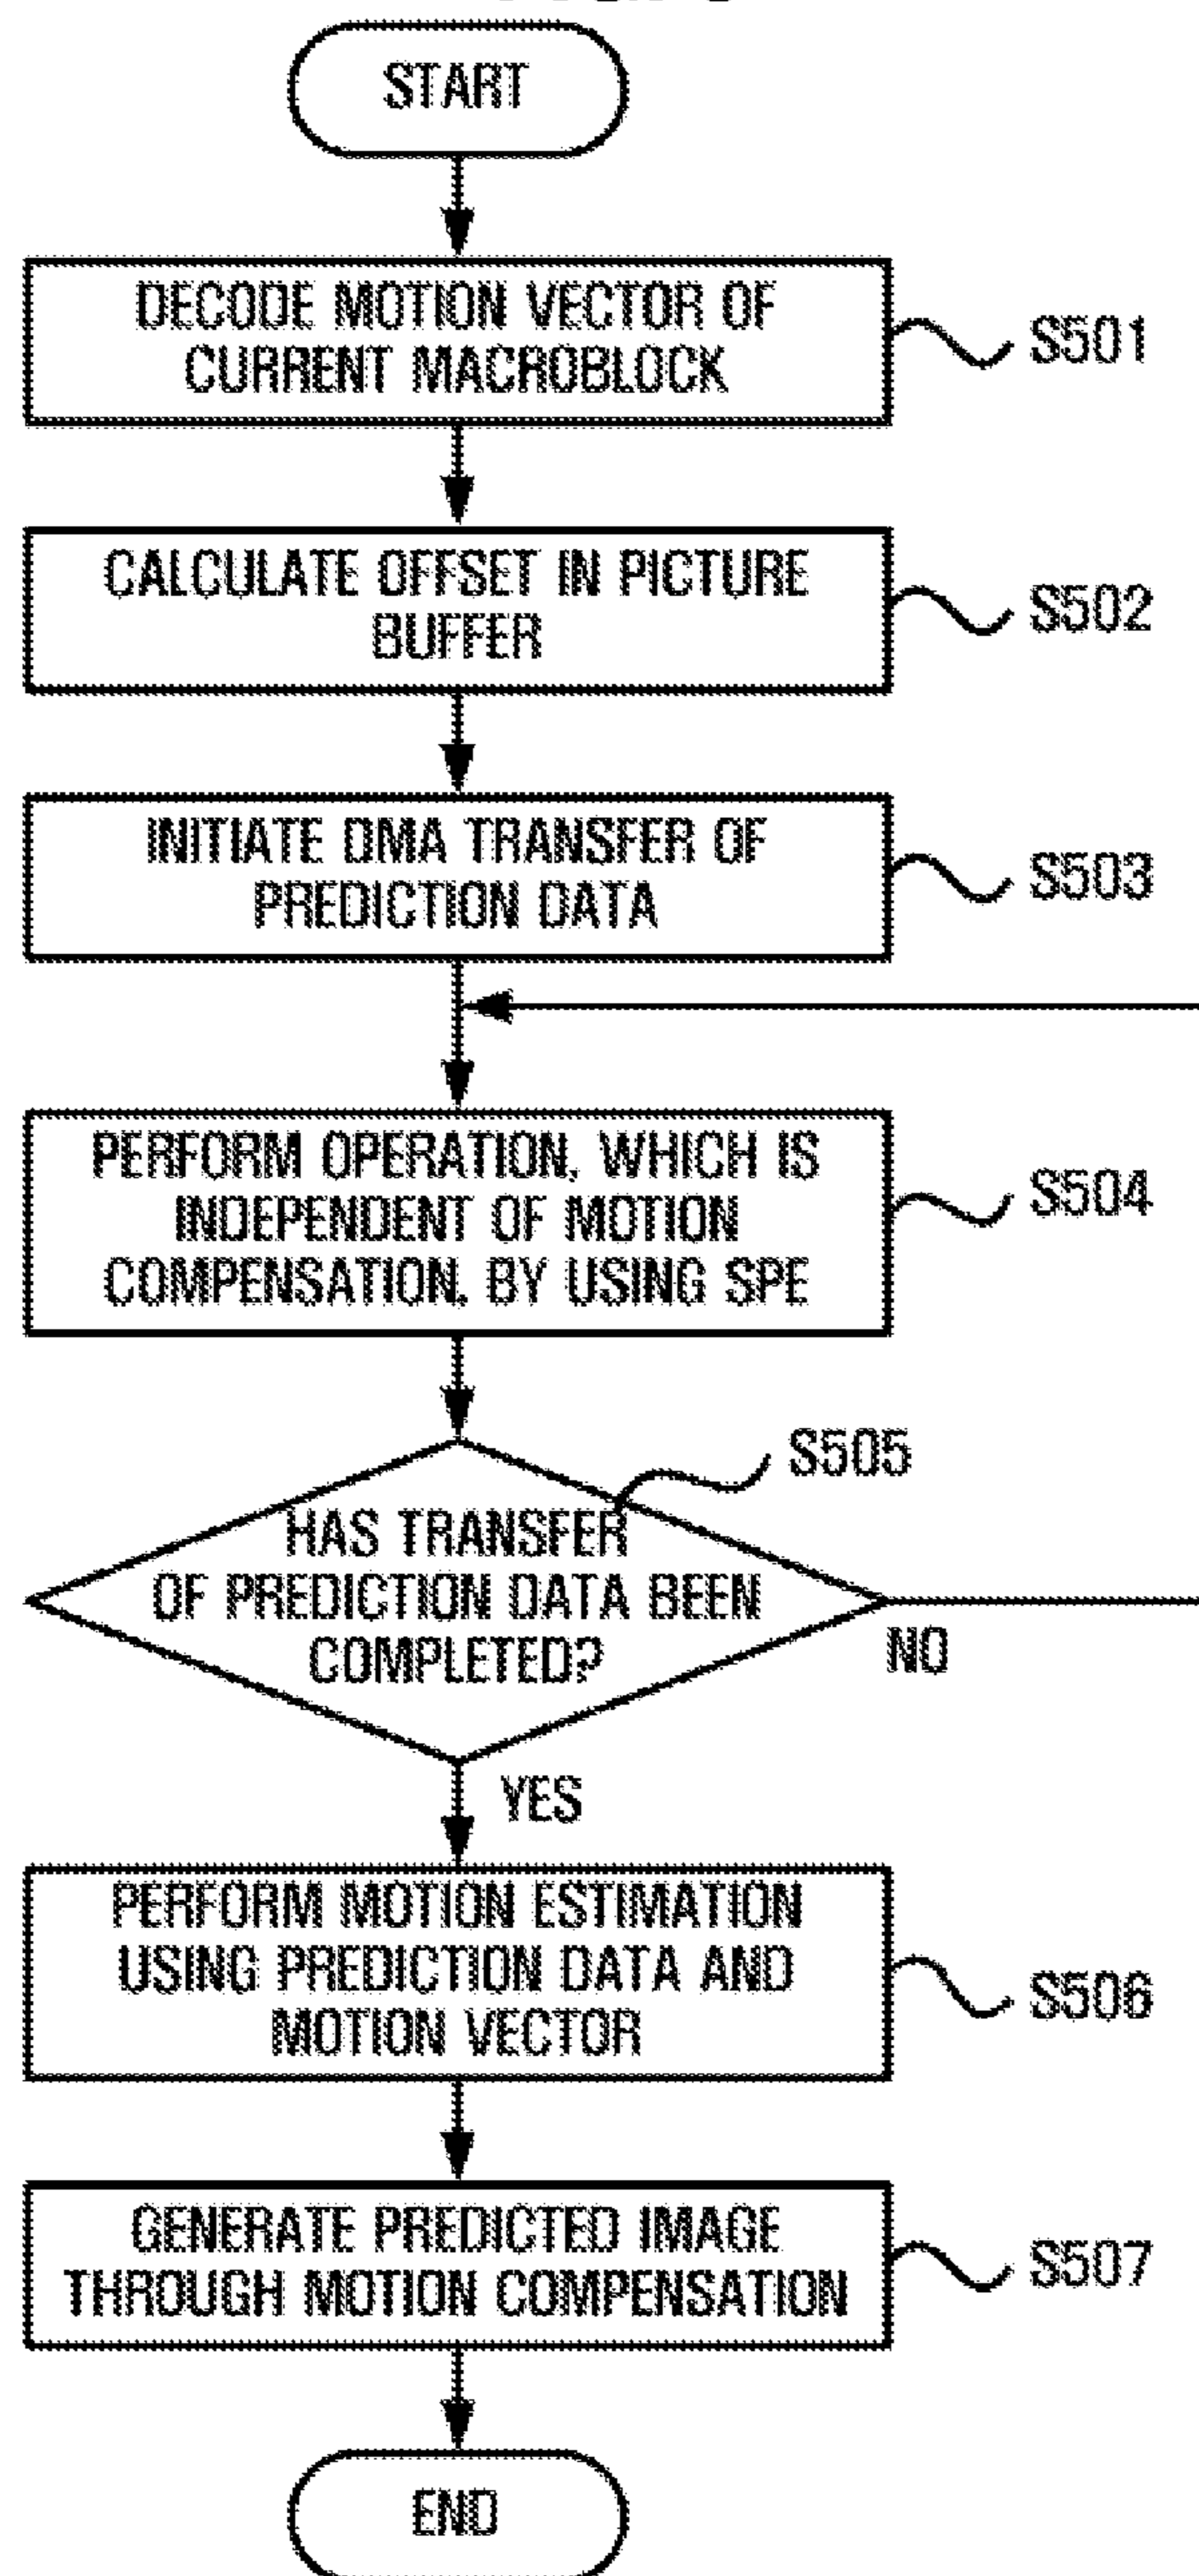 START
DECODE MOTION VECTOR OF
CURRENT MACROBLOCK
S501
CALCULATE OFFSET IN PICTURE
BUFFER
S502
INITIATE DMA TRANSFER OF
PREDICTION DATA
S503
PERFORM OPERATION, WHICH IS
INDEPENDENT OF MOTION
COMPENSATION, BY USING SPE
S504
S505
HAS TRANSFER
OF PREDICTION DATA BEEN
COMPLETED?
NO
YES
PERFORM MOTION ESTIMATION
USING PREDICTION DATA AND
MOTION VECTOR
S506
GENERATE PREDICTED IMAGE
THROUGH MOTION COMPENSATION
S507
END